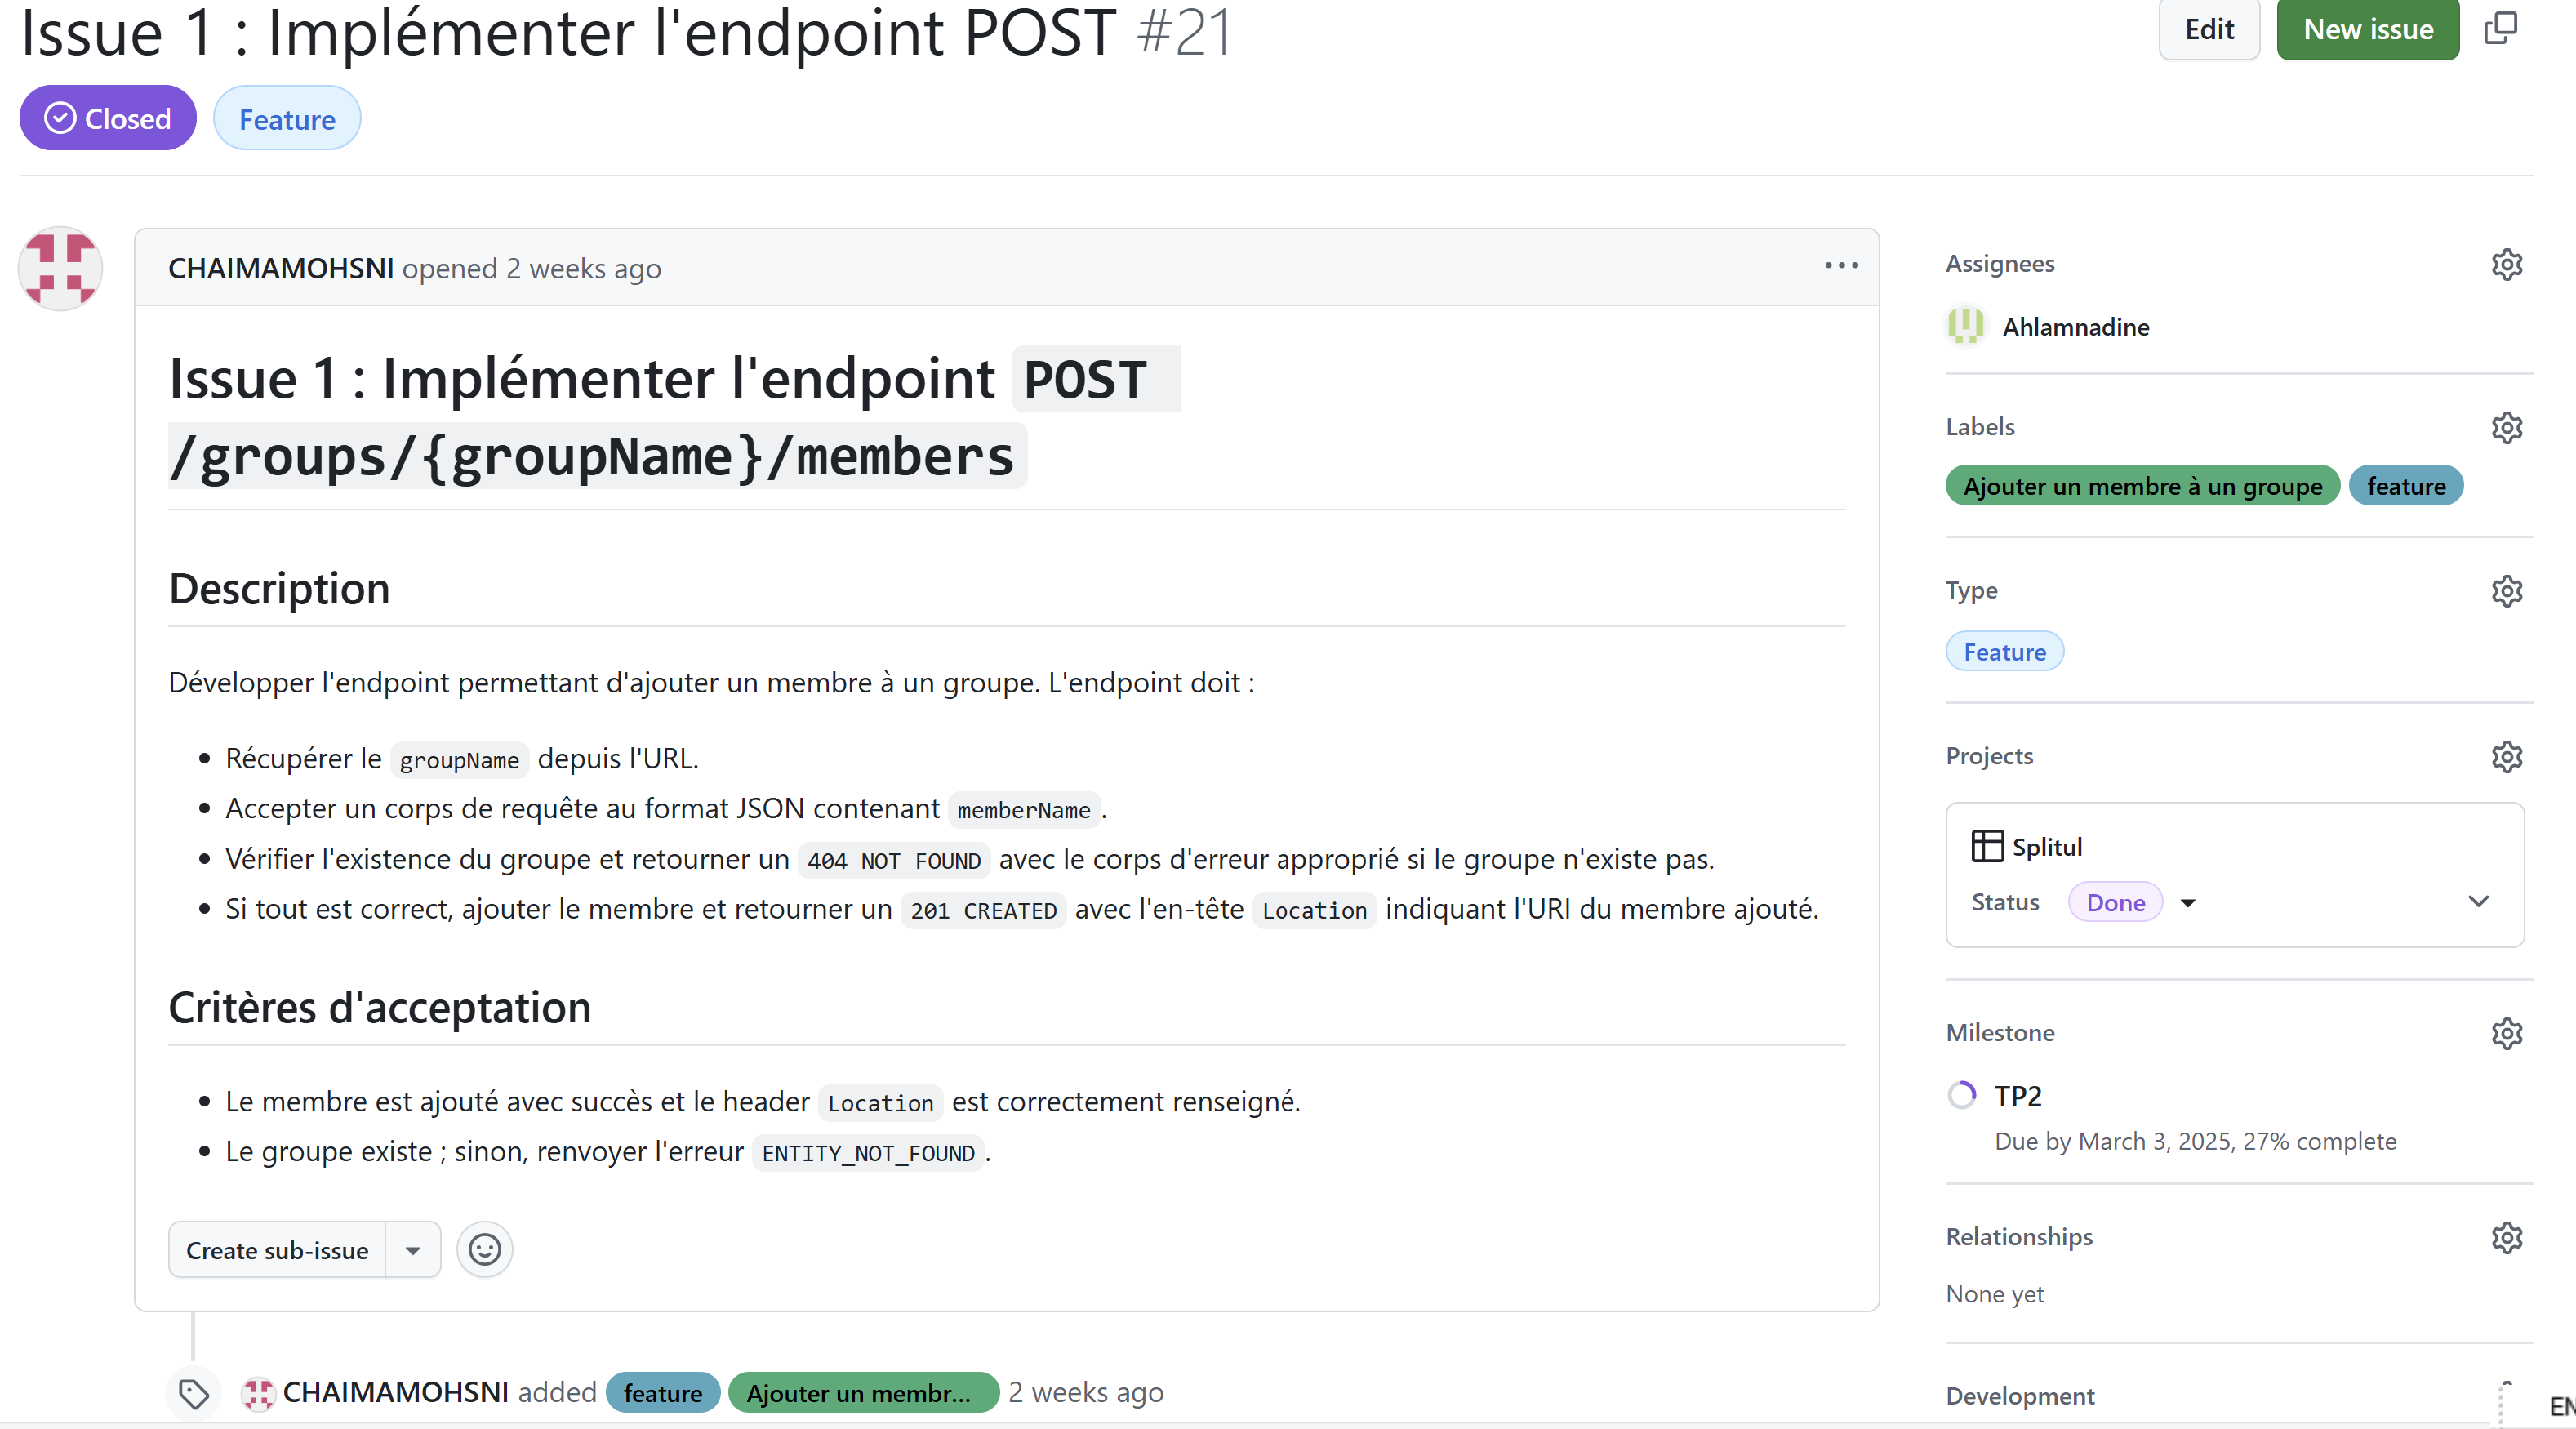 Issue 1 : Implémenter l'endpoint POST #21
Edit
New issue
Closed
Feature
CHAIMAMOHSNI opened 2 weeks ago
Issue 1 : Implémenter l'endpoint POST
/groups/{groupName}/members
Description
Développer l'endpoint permettant d'ajouter un membre à un groupe. L'endpoint doit :
Récupérer le groupName depuis l'URL.
Accepter un corps de requête au format JSON contenant memberName.
Vérifier l'existence du groupe et retourner un 404 NOT FOUND avec le corps d'erreur approprié si le groupe n'existe pas.
Si tout est correct, ajouter le membre et retourner un 201 CREATED avec l'en-tête Location indiquant l'URI du membre ajouté.
Critères d'acceptation
Le membre est ajouté avec succès et le header Location est correctement renseigné.
Le groupe existe ; sinon, renvoyer l'erreur ENTITY_NOT_FOUND.
Create sub-issue
CHAIMAMOHSNI added feature Ajouter un membr... 2 weeks ago
Assignees
Ahlamnadine
Labels
Ajouter un membre à un groupe feature
Type
Feature
Projects
Splitul
Status Done
Milestone
TP2
Due by March 3, 2025, 27% complete
Relationships
None yet
Development
EN